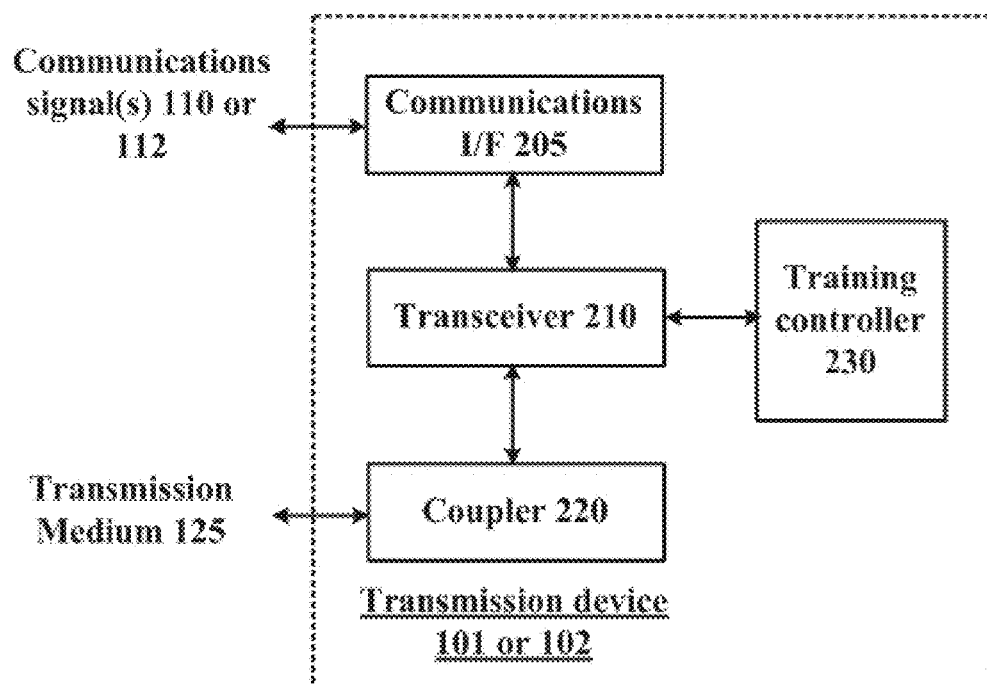 Communications
signal(s) 110 or
112
Communications
I/F 205
Transceiver 210
Training
controller
230
Transmission
Medium 125
Coupler 220
Transmission device
101 or 102